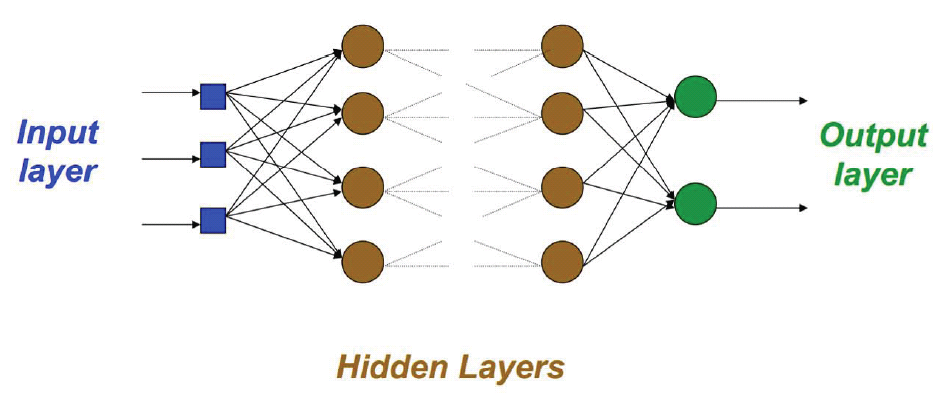 Input
layer
Output
layer
Hidden Layers